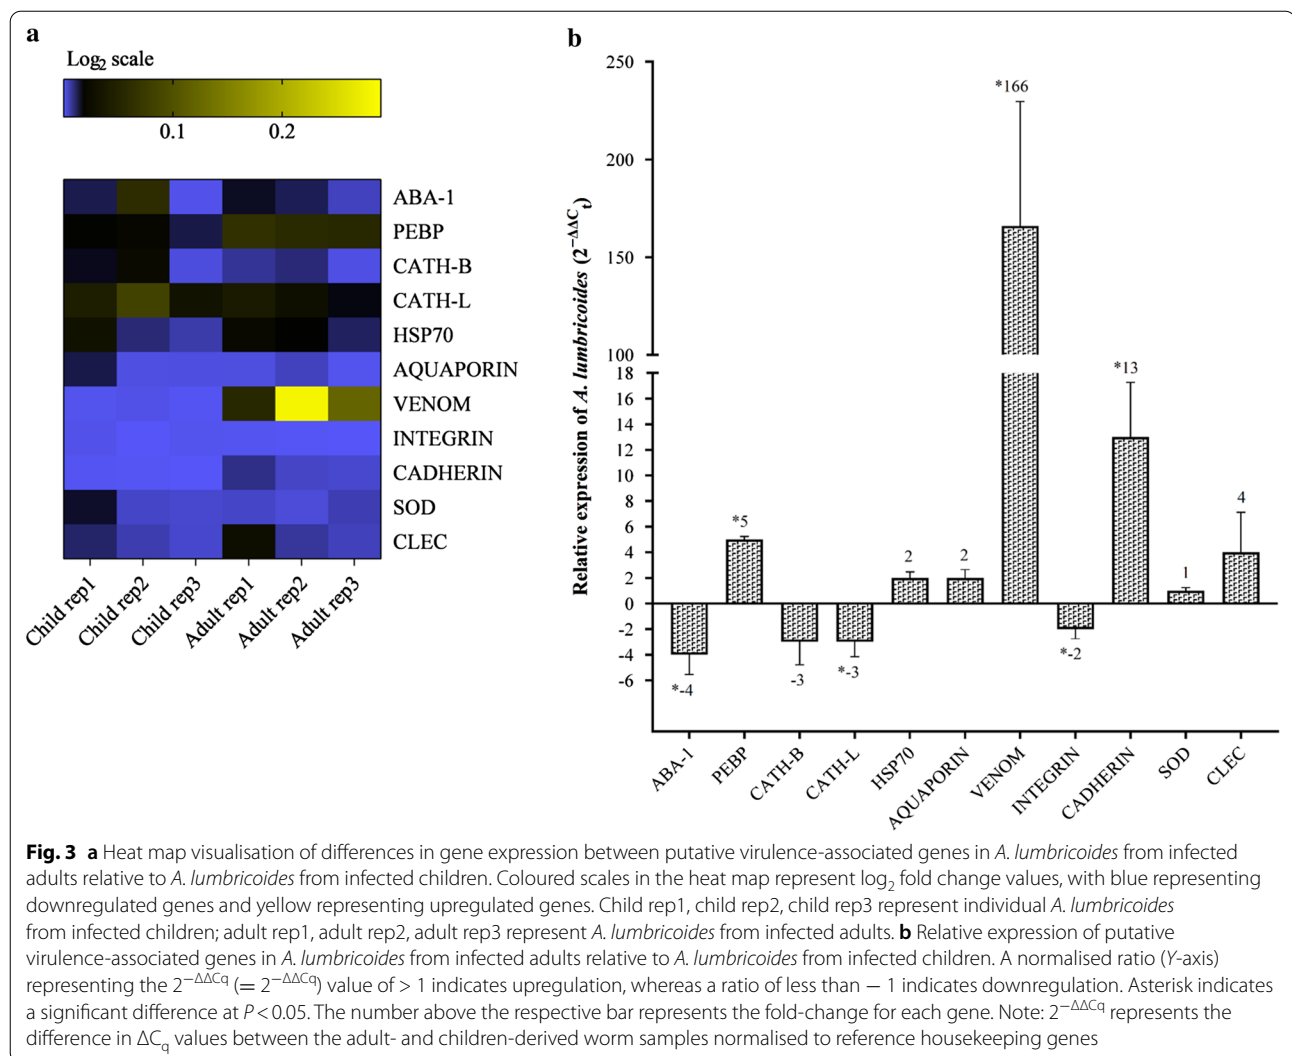 a
Log₂ scale
0.1 0.2
ABA-1
PEBP
CATH-B
CATH-L
HSP70
AQUAPORIN
VENOM
INTEGRIN
CADHERIN
SOD
CLEC
Child rep1
Child rep2
Child rep3
Adult rep1
Adult rep2
Adult rep3
b
Relative expression of A. lumbricoides (2^−ΔΔC_t)
250
200
150
100
18
16
14
12
10
8
6
4
2
0
-2
-4
-6
*-4
*5
-3
*-3
2
2
*166
*-2
*13
1
4
ABA-1
PEBP
CATH-B
CATH-L
HSP70
AQUAPORIN
VENOM
INTEGRIN
CADHERIN
SOD
CLEC
Fig. 3 a Heat map visualisation of differences in gene expression between putative virulence-associated genes in A. lumbricoides from infected
adults relative to A. lumbricoides from infected children. Coloured scales in the heat map represent log₂ fold change values, with blue representing
downregulated genes and yellow representing upregulated genes. Child rep1, child rep2, child rep3 represent individual A. lumbricoides
from infected children; adult rep1, adult rep2, adult rep3 represent A. lumbricoides from infected adults. b Relative expression of putative
virulence-associated genes in A. lumbricoides from infected adults relative to A. lumbricoides from infected children. A normalised ratio (Y-axis)
representing the 2^−ΔΔCq (= 2^−ΔΔCq) value of > 1 indicates upregulation, whereas a ratio of less than − 1 indicates downregulation. Asterisk indicates
a significant difference at P < 0.05. The number above the respective bar represents the fold-change for each gene. Note: 2^−ΔΔCq represents the
difference in ΔC_q values between the adult- and children-derived worm samples normalised to reference housekeeping genes